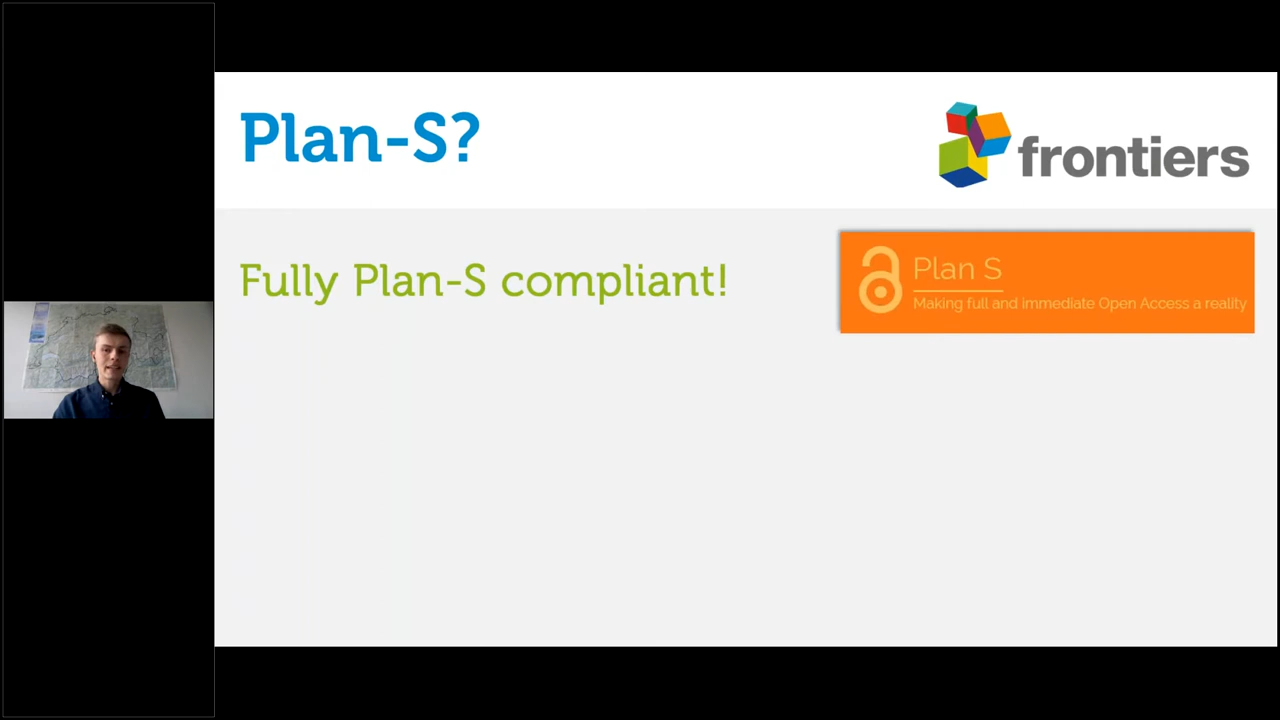 Plan-S?
frontiers
Fully Plan-S compliant!
Plan S
Making full and immediate Open Access a reality